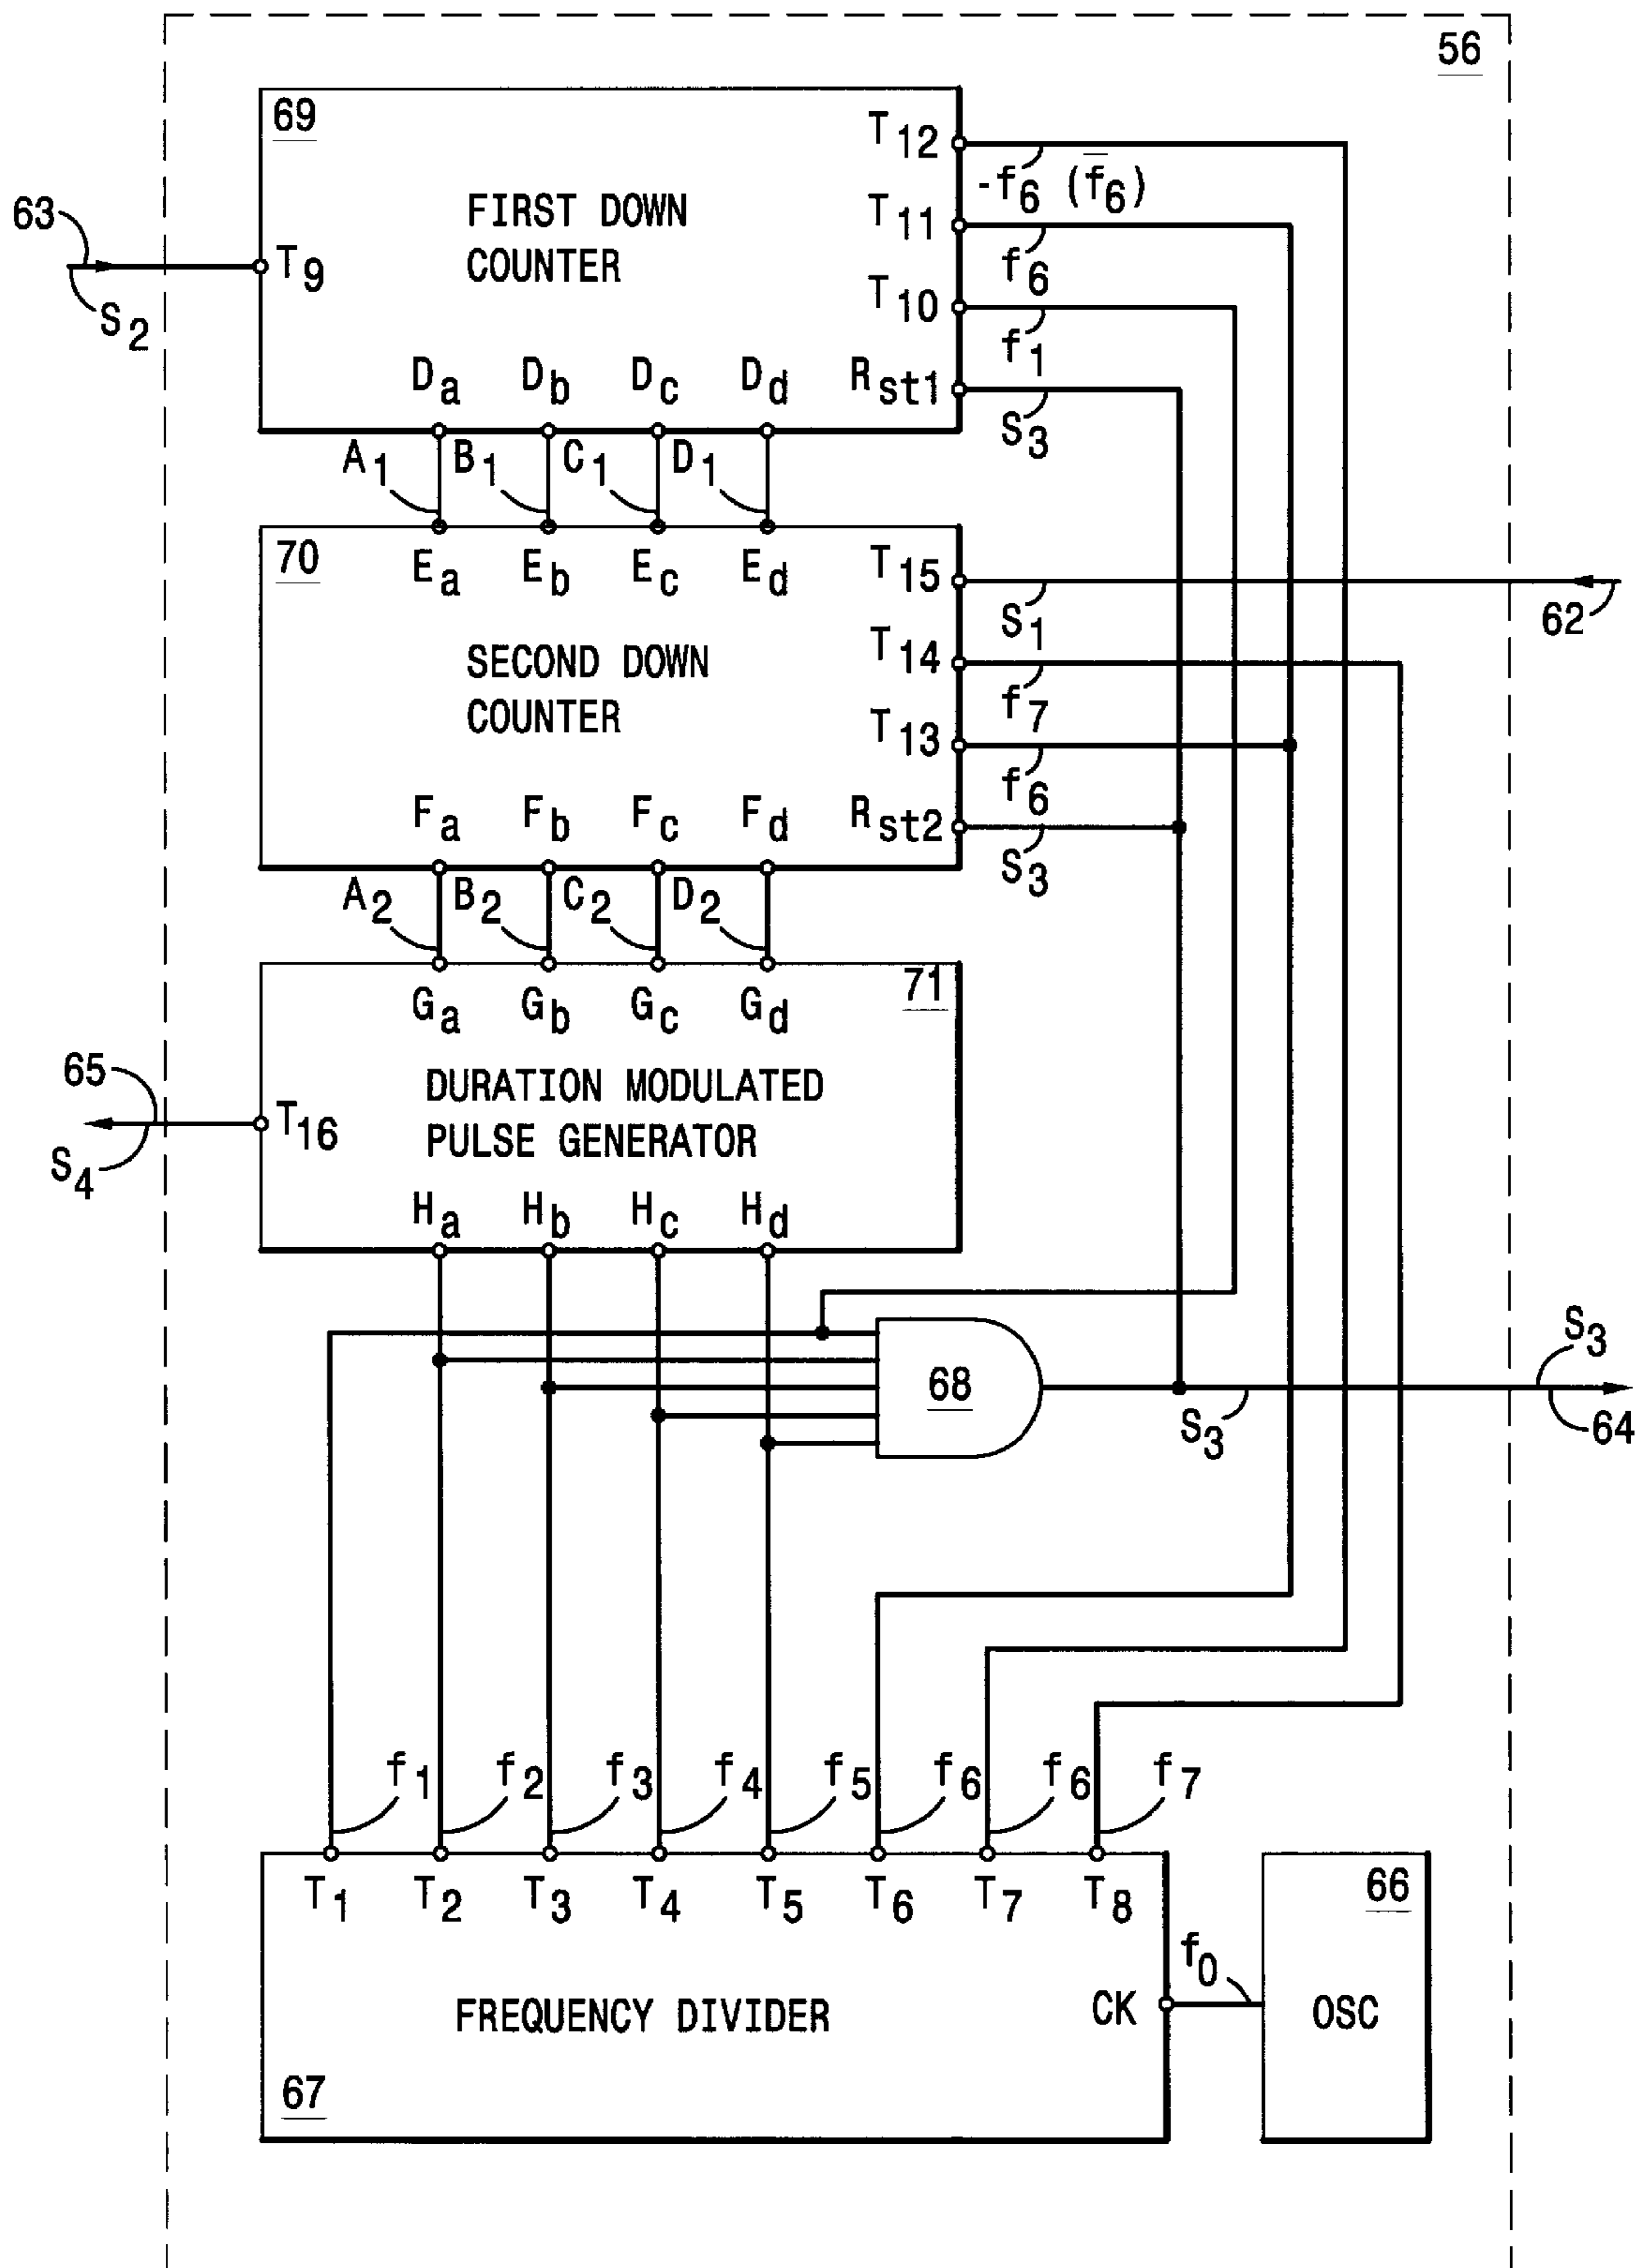 56
69
T12
-f6 (f̅6)
63
FIRST DOWN
COUNTER
T11
f6
T9
S2
T10
f1
Da Db Dc Dd Rst1
S3
A1 B1 C1 D1
70
Ea Eb Ec Ed T15
S1
62
SECOND DOWN
COUNTER
T14
f7
T13
f6
Fa Fb Fc Fd Rst2
S3
A2 B2 C2 D2
71
Ga Gb Gc Gd
65
DURATION MODULATED
PULSE GENERATOR
T16
S4
Ha Hb Hc Hd
S3
68
S3
64
f1 f2 f3 f4 f5 f6 f6 f7
T1 T2 T3 T4 T5 T6 T7 T8
66
f0
CK
OSC
FREQUENCY DIVIDER
67